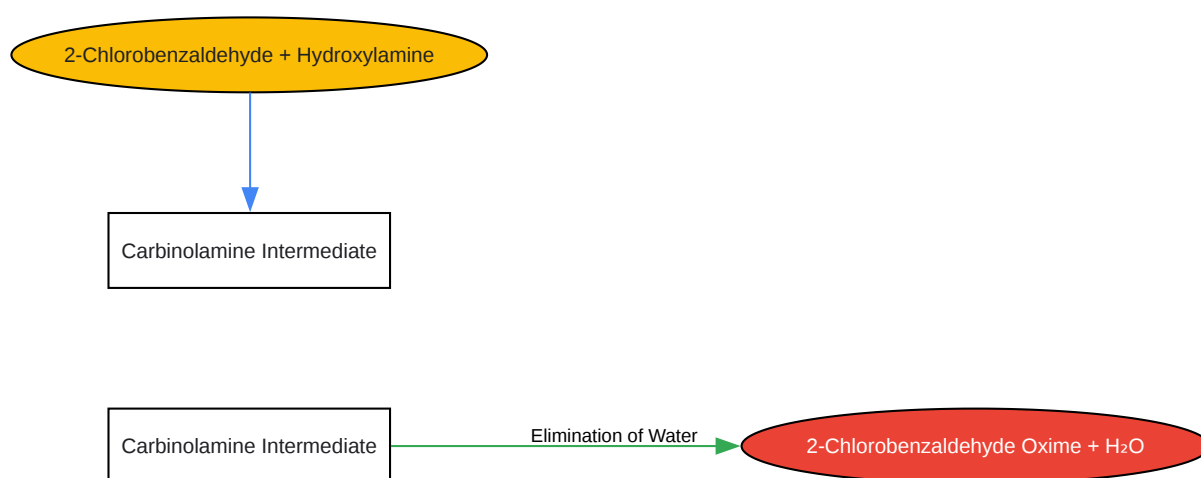 2-Chlorobenzaldehyde + Hydroxylamine
Carbinolamine Intermediate
Carbinolamine Intermediate
Elimination of Water
2-Chlorobenzaldehyde Oxime + H₂O